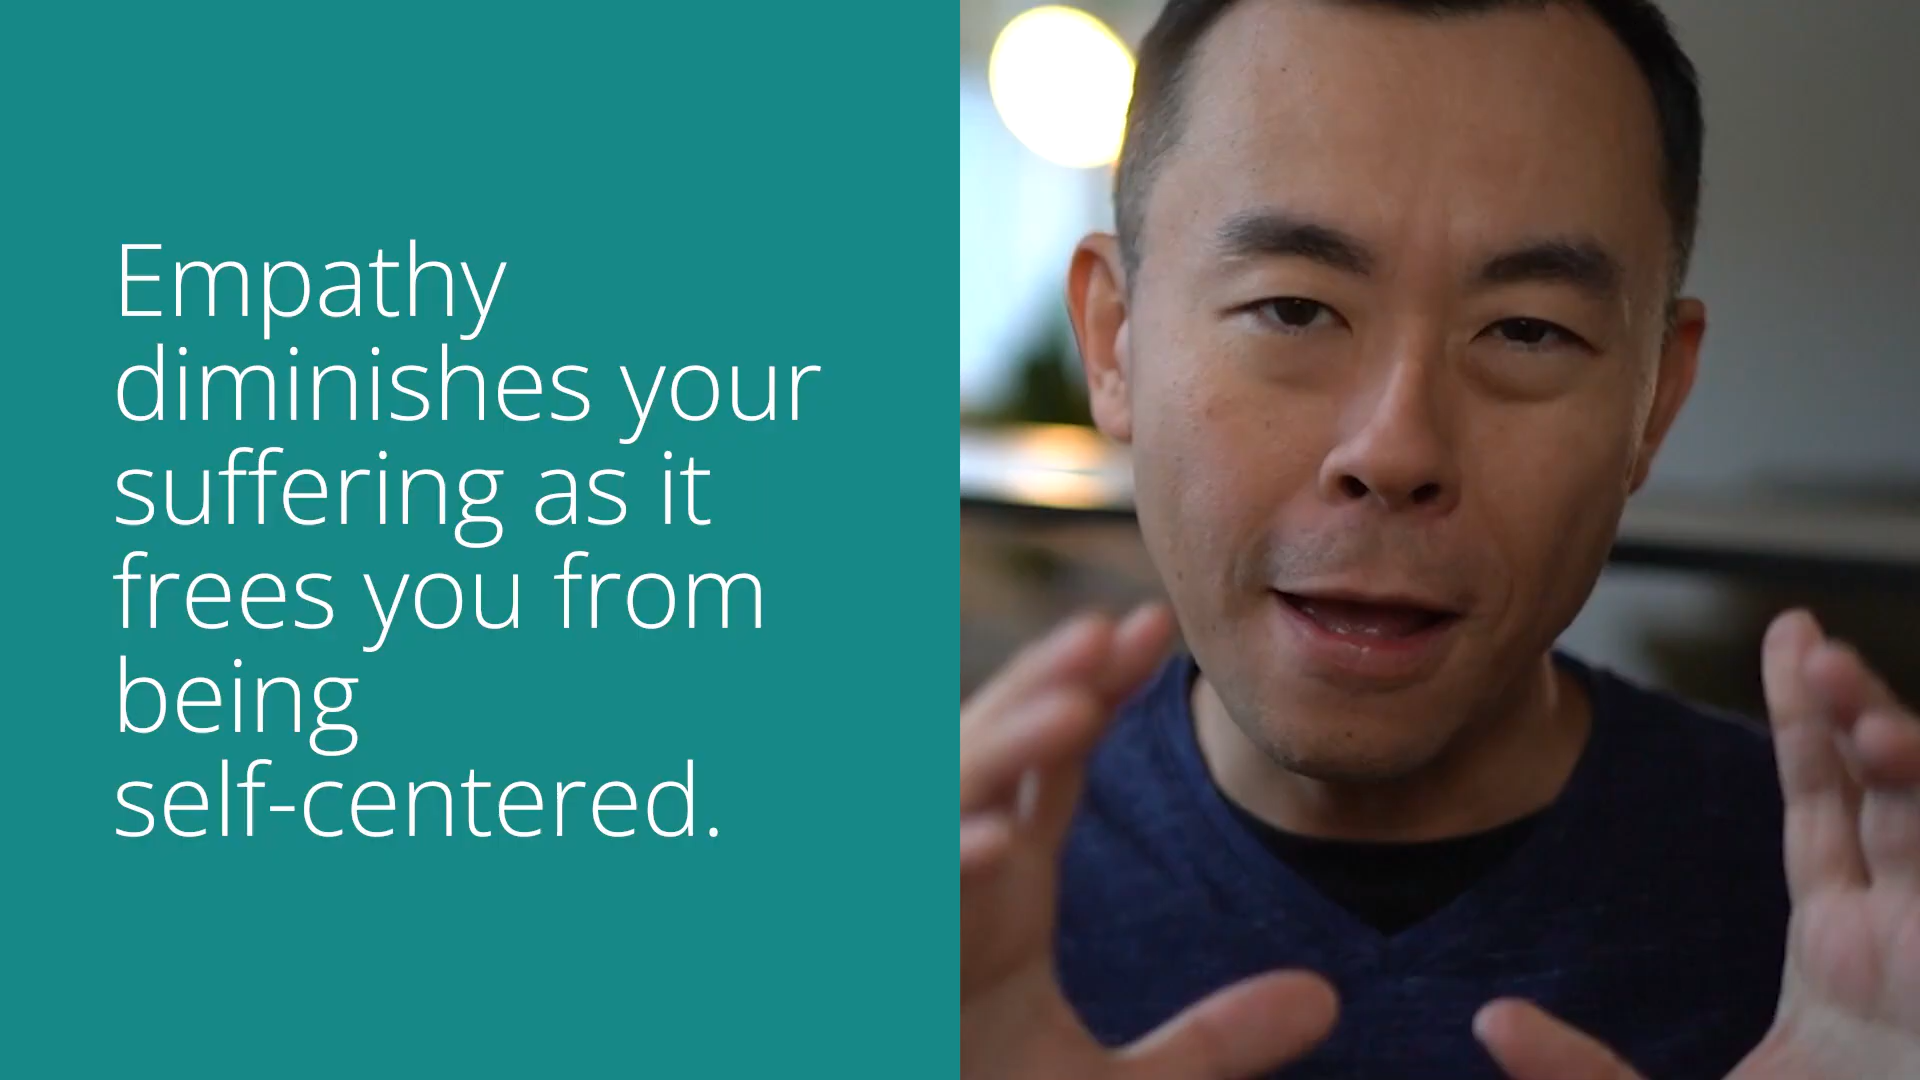 Empathy
diminishes your
suffering as it
frees you from
being
self-centered.